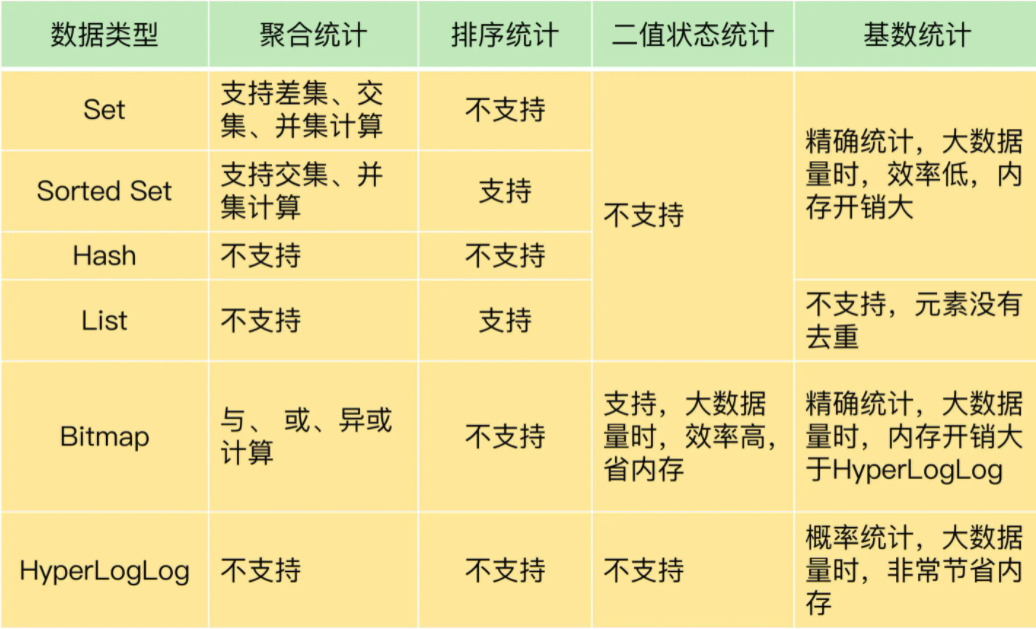 数据类型
聚合统计
排序统计
二值状态统计
基数统计
Set
支持差集、交
集、并集计算
不支持
不支持
精确统计，大数据
量时，效率低，内
存开销大
Sorted Set
支持交集、并
集计算
支持
Hash
不支持
不支持
List
不支持
支持
不支持，元素没有
去重
Bitmap
与、 或、异或
计算
不支持
支持，大数据
量时，效率高，
省内存
精确统计，大数据
量时，内存开销大
于HyperLogLog
HyperLogLog
不支持
不支持
不支持
概率统计，大数据
量时，非常节省内
存